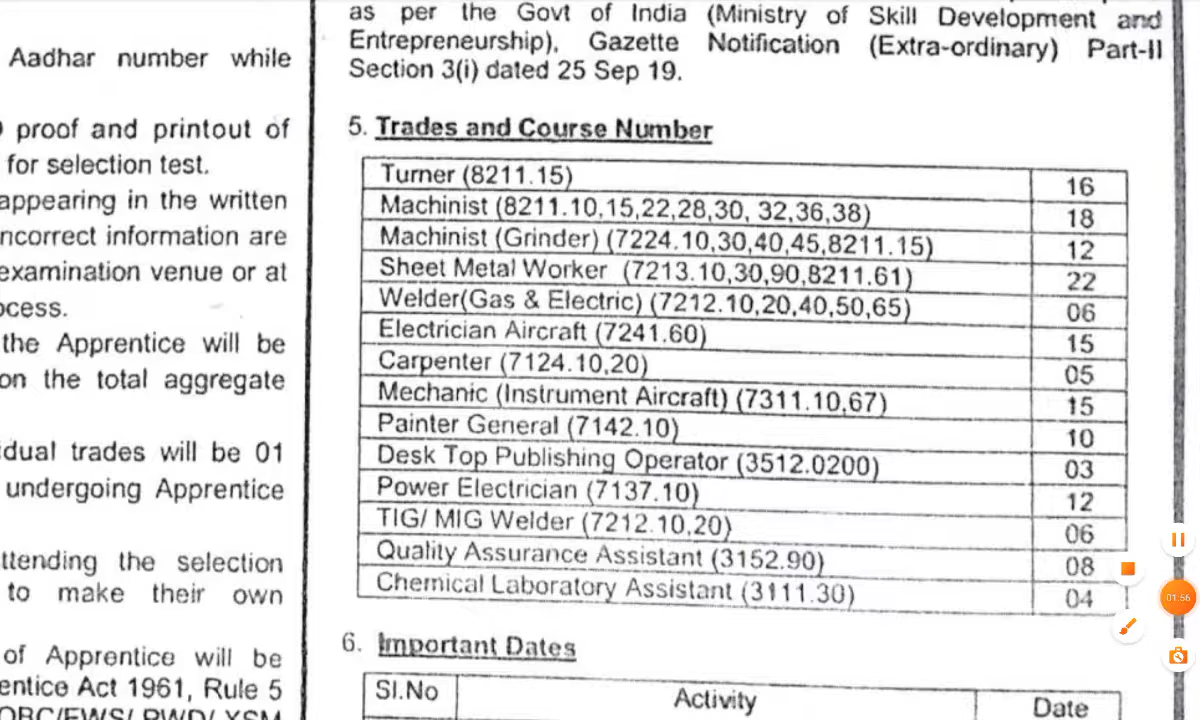 Aadhar number while
proof and printout of
for selection test.
appearing in the written
ncorrect information are
examination venue or at
ocess.
the Apprentice will be
on the total aggregate
dual trades will be 01
undergoing Apprentice
ttending the selection
to make their own
of Apprentice will be
entice Act 1961, Rule 5
OBC/EWS/ PWD/ XSM
as per the Govt of India (Ministry of Skill Development and
Entrepreneurship), Gazette Notification (Extra-ordinary) Part-II
Section 3(i) dated 25 Sep 19.
5. Trades and Course Number
Turner (8211.15) 16
Machinist (8211.10,15,22,28,30, 32,36,38) 18
Machinist (Grinder) (7224.10,30,40,45,8211.15) 12
Sheet Metal Worker (7213.10,30,90,8211.61) 22
Welder(Gas & Electric) (7212.10,20,40,50,65) 06
Electrician Aircraft (7241.60) 15
Carpenter (7124.10,20) 05
Mechanic (Instrument Aircraft) (7311.10,67) 15
Painter General (7142.10) 10
Desk Top Publishing Operator (3512.0200) 03
Power Electrician (7137.10) 12
TIG/ MIG Welder (7212.10,20) 06
Quality Assurance Assistant (3152.90) 08
Chemical Laboratory Assistant (3111.30) 04
6. Important Dates
Sl.No Activity Date
01:56